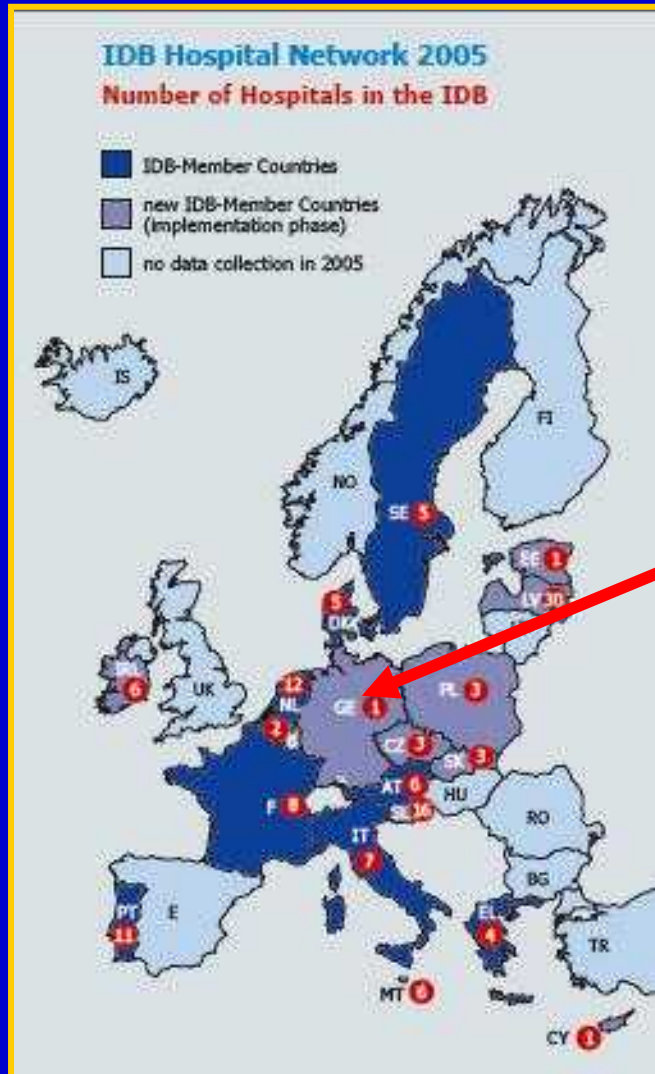 IDB Hospital Network 2005
Number of Hospitals in the IDB
IDB-Member Countries
new IDB-Member Countries
(implementation phase)
no data collection in 2005
IS
FI
NO
SE 5
EE 1
LV 30
5
DK
6
UK
12
NL
GE 1
PL 3
2
B
CZ 3
SK 3
AT 6
HU
F 8
16
RO
IT
7
BG
PT
11
E
EL
4
TR
MT 6
CY 1